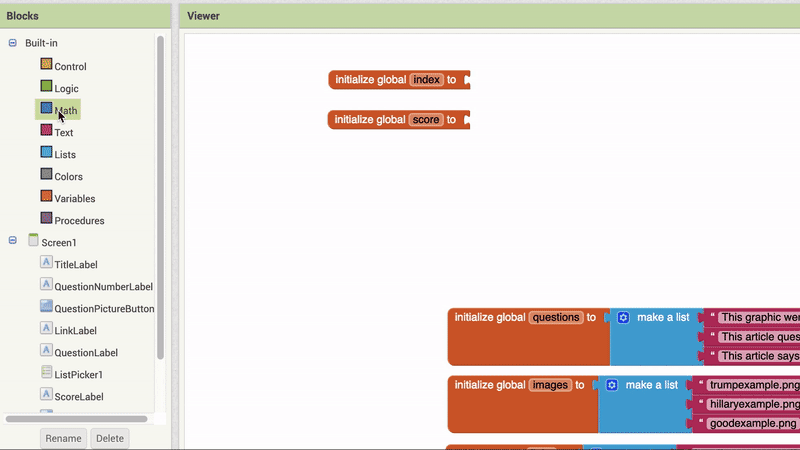 Blocks
Viewer
Built-in
Control
Logic
Math
Text
Lists
Colors
Variables
Procedures
Screen1
TitleLabel
QuestionNumberLabel
QuestionPictureButton
LinkLabel
QuestionLabel
ListPicker1
ScoreLabel
Rename Delete
initialize global index to
initialize global score to
initialize global questions to make a list " This graphic wer
" This article ques
" This article says
initialize global images to make a list " trumpexample.png
" hillaryexample.png
" goodexample.png